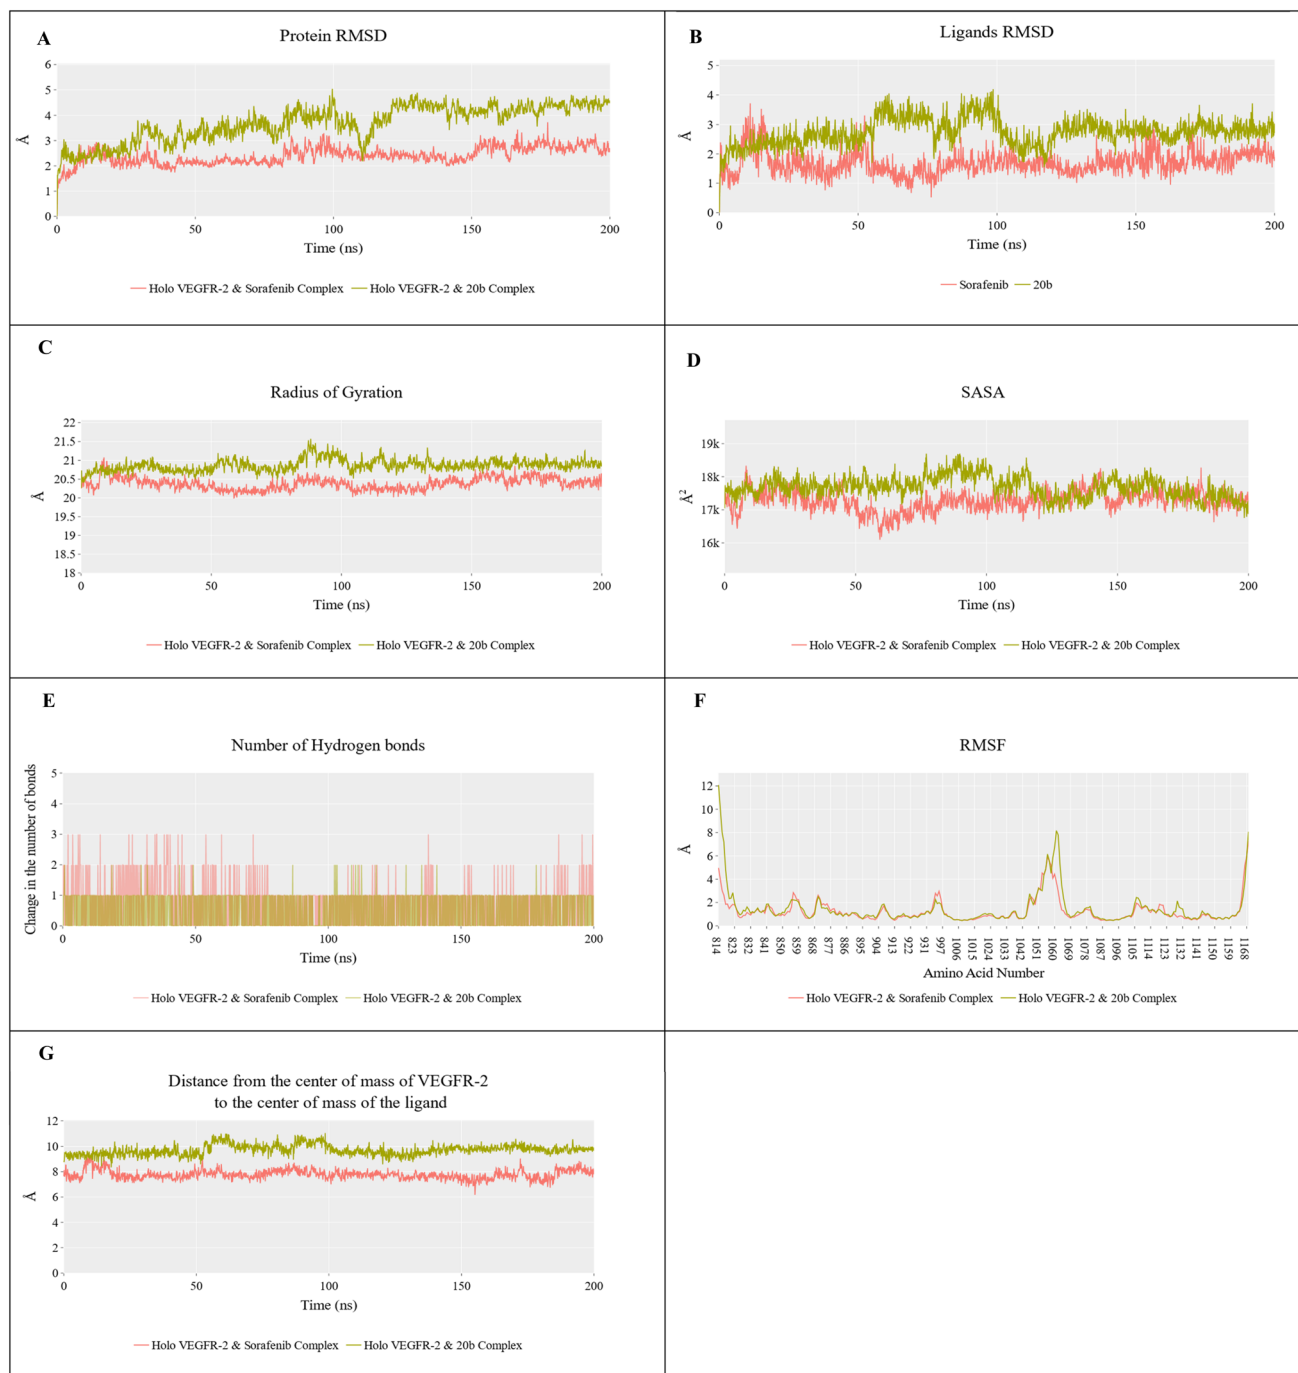 A
Protein RMSD
6
5
4
3
2
1
0
Å
0 50 100 150 200
Time (ns)
Holo VEGFR-2 & Sorafenib Complex Holo VEGFR-2 & 20b Complex
B
Ligands RMSD
5
4
3
2
1
0
Å
0 50 100 150 200
Time (ns)
Sorafenib 20b
C
Radius of Gyration
22
21.5
21
20.5
20
19.5
19
18.5
18
Å
0 50 100 150 200
Time (ns)
Holo VEGFR-2 & Sorafenib Complex Holo VEGFR-2 & 20b Complex
D
SASA
19k
18k
17k
16k
Å²
0 50 100 150 200
Time (ns)
Holo VEGFR-2 & Sorafenib Complex Holo VEGFR-2 & 20b Complex
E
Number of Hydrogen bonds
5
4
3
2
1
0
Change in the number of bonds
0 50 100 150 200
Time (ns)
Holo VEGFR-2 & Sorafenib Complex Holo VEGFR-2 & 20b Complex
F
RMSF
12
10
8
6
4
2
0
Å
814 823 832 841 850 859 868 877 886 895 904 913 922 931 997 1006 1015 1024 1033 1042 1051 1060 1069 1078 1087 1096 1105 1114 1123 1132 1141 1150 1159 1168
Amino Acid Number
Holo VEGFR-2 & Sorafenib Complex Holo VEGFR-2 & 20b Complex
G
Distance from the center of mass of VEGFR-2
to the center of mass of the ligand
12
10
8
6
4
2
0
Å
0 50 100 150 200
Time (ns)
Holo VEGFR-2 & Sorafenib Complex Holo VEGFR-2 & 20b Complex